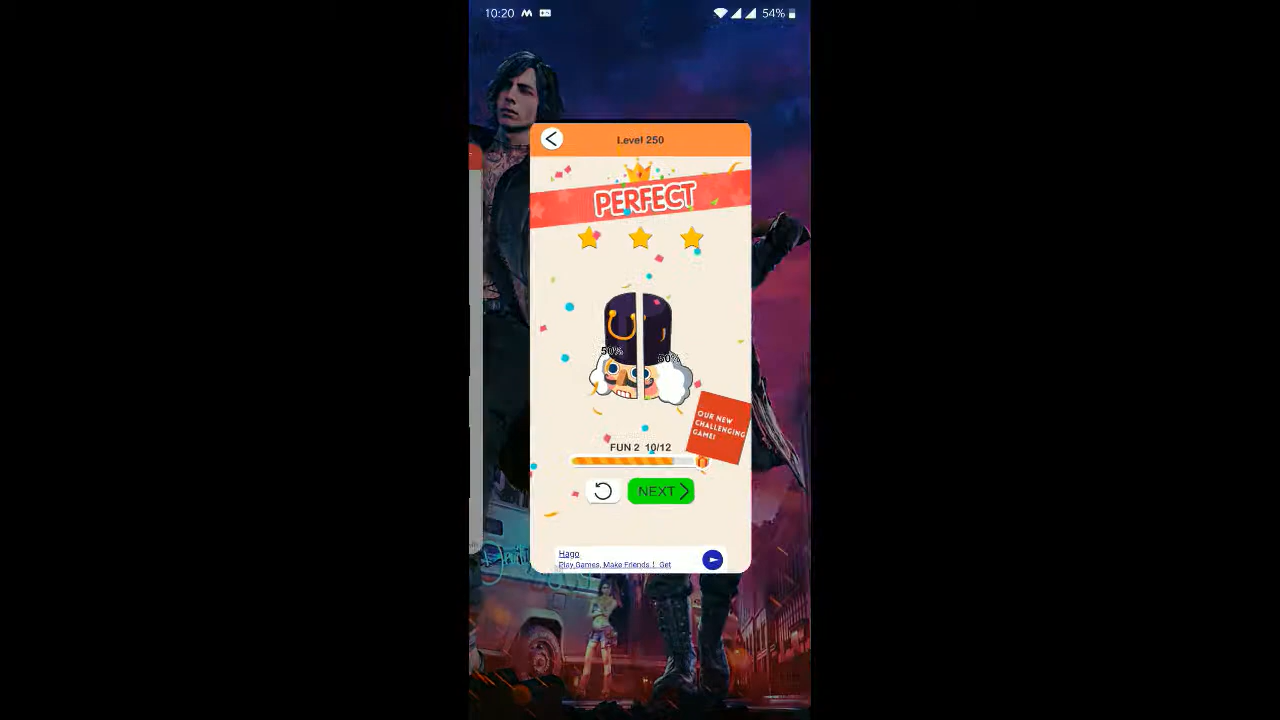 10:20
54%
Level 250
PERFECT
50%
50%
OUR NEW
CHALLENGING
GAME!
FUN 2 10/12
NEXT
Hago
Play Games, Make Friends ! Get